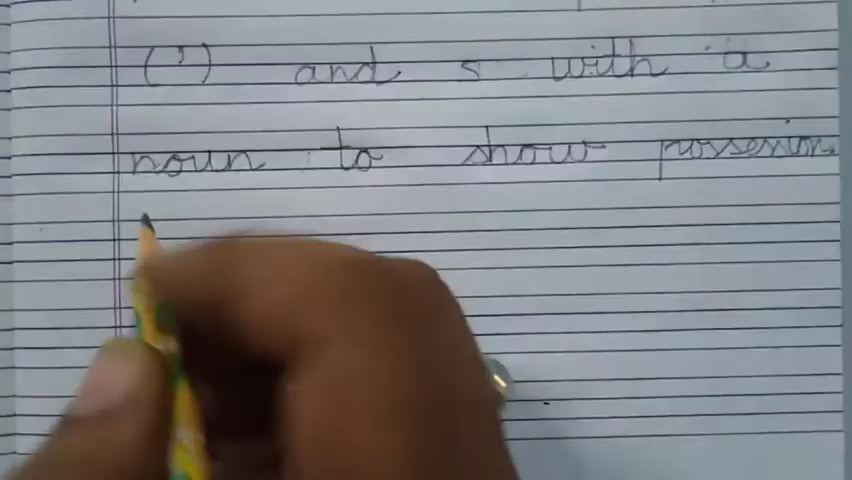 (') and s with a
noun to show possession.